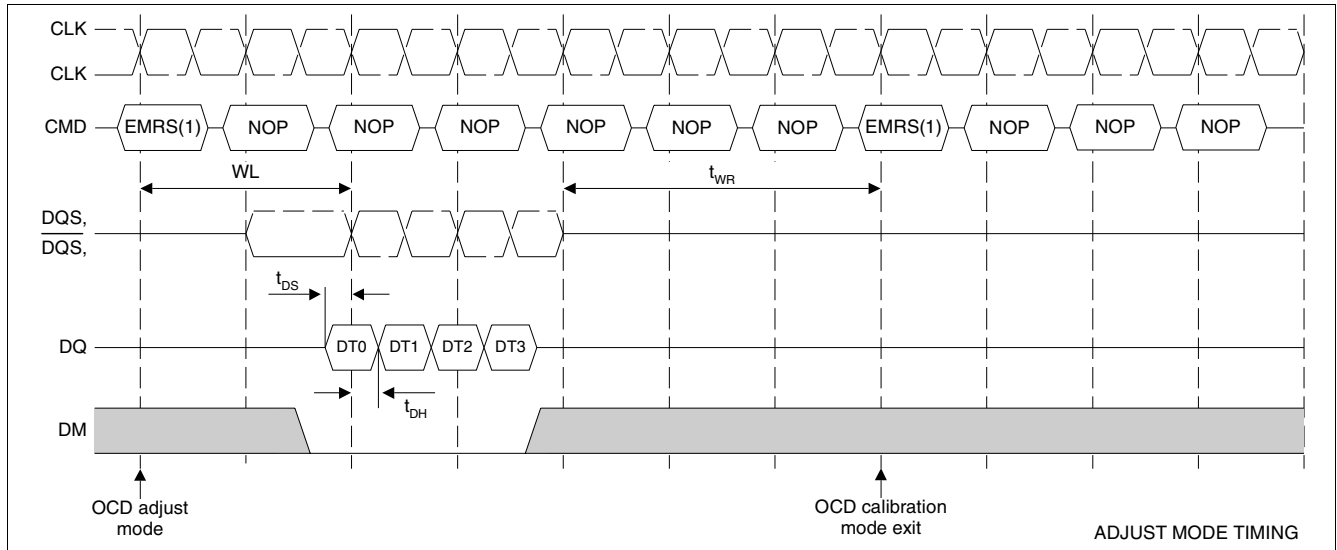 CLK
CLK
CMD EMRS(1) NOP NOP NOP NOP NOP NOP EMRS(1) NOP NOP NOP
WL tWR
DQS,
DQS,
tDS
DQ DT0 DT1 DT2 DT3
tDH
DM
OCD adjust
mode
OCD calibration
mode exit
ADJUST MODE TIMING